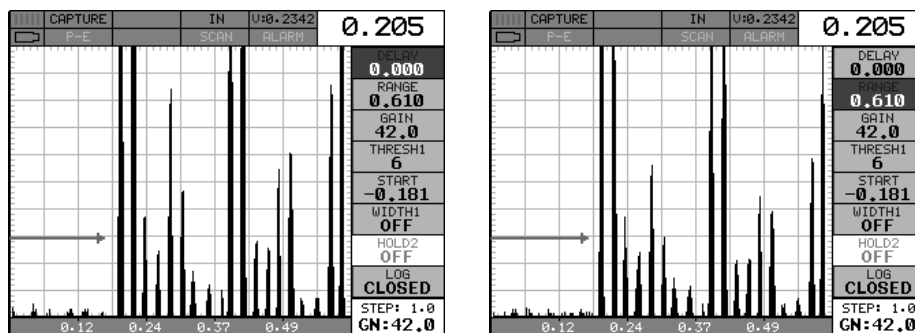 CAPTURE IN V:0.2342 0.205
P-E SCAN ALARM
DELAY
0.000
RANGE
0.610
GAIN
42.0
THRESH1
6
START
-0.181
WIDTH1
OFF
HOLD2
OFF
LOG
CLOSED
STEP: 1.0
GN:42.0
0.12 0.24 0.37 0.49
CAPTURE IN V:0.2342 0.205
P-E SCAN ALARM
DELAY
0.000
RANGE
0.610
GAIN
42.0
THRESH1
6
START
-0.181
WIDTH1
OFF
HOLD2
OFF
LOG
CLOSED
STEP: 1.0
GN:42.0
0.12 0.24 0.37 0.49